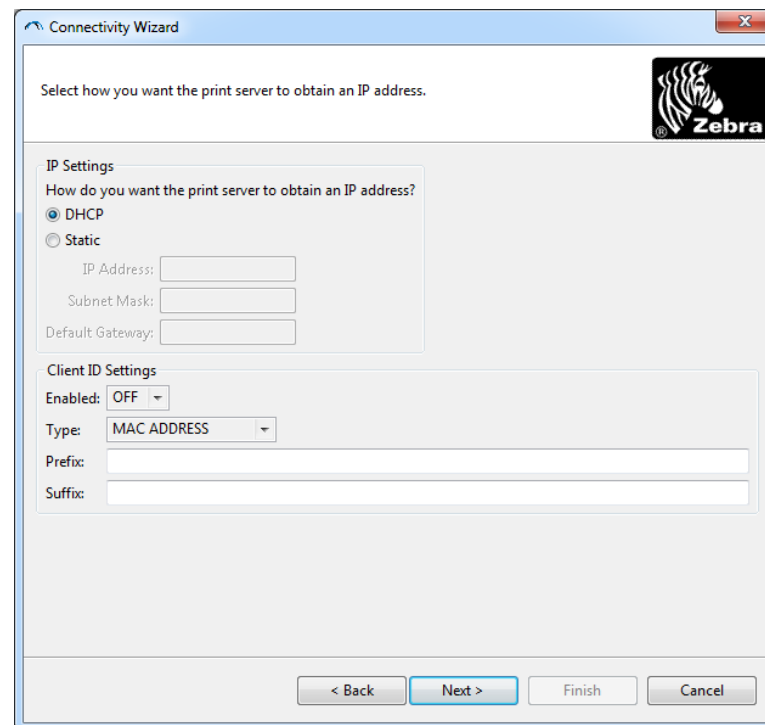 Connectivity Wizard
Select how you want the print server to obtain an IP address.
® Zebra
IP Settings
How do you want the print server to obtain an IP address?
DHCP
Static
IP Address:
Subnet Mask:
Default Gateway:
Client ID Settings
Enabled: OFF
Type: MAC ADDRESS
Prefix:
Suffix:
< Back Next > Finish Cancel